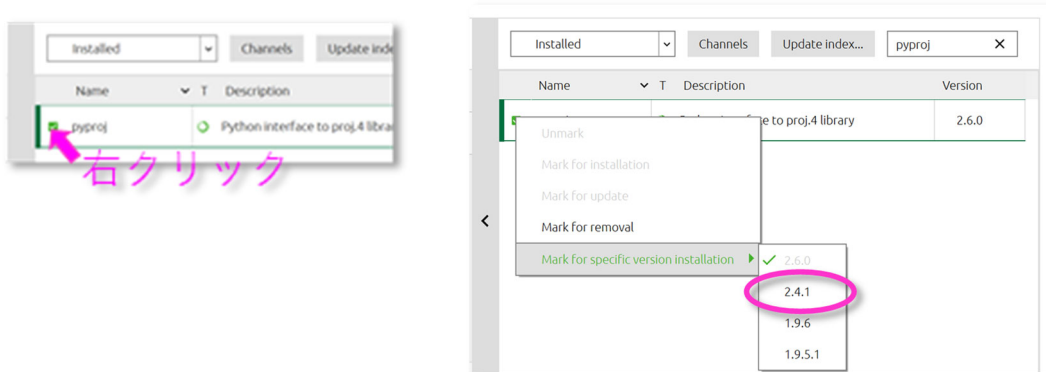 Installed
Channels
Update inde
Name
T
Description
pyproj
Python interface to proj.4 libra
右クリック
Installed
Channels
Update index...
pyproj
Name
T
Description
Version
ce to proj.4 library
2.6.0
Unmark
Mark for installation
Mark for update
Mark for removal
Mark for specific version installation
2.6.0
2.4.1
1.9.6
1.9.5.1